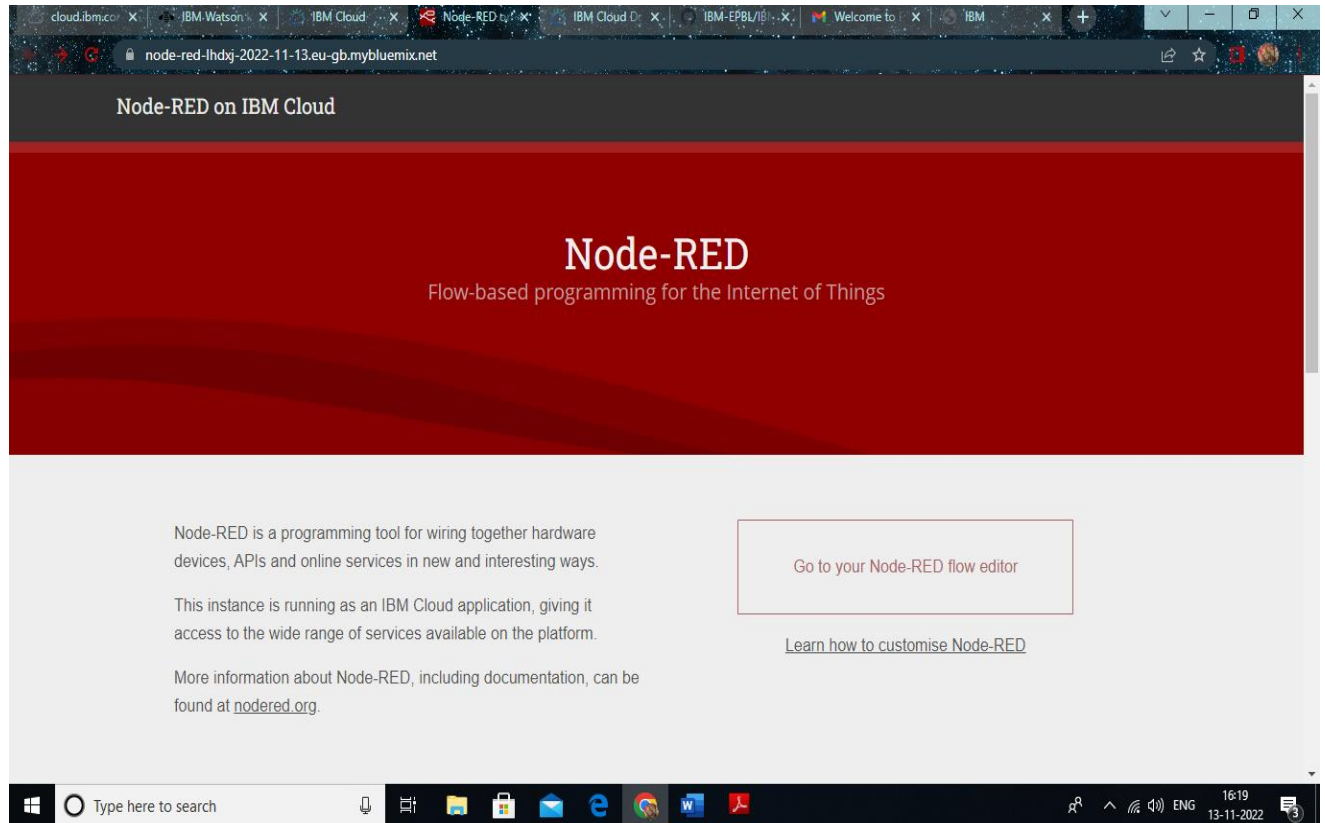 cloud.ibm.cor IBM-Watson IBM Cloud Node-RED IBM Cloud D IBM-EPBL/IB Welcome to IBM
node-red-lhdxj-2022-11-13.eu-gb.mybluemix.net
Node-RED on IBM Cloud
Node-RED
Flow-based programming for the Internet of Things
Node-RED is a programming tool for wiring together hardware
devices, APIs and online services in new and interesting ways.
This instance is running as an IBM Cloud application, giving it
access to the wide range of services available on the platform.
More information about Node-RED, including documentation, can be
found at nodered.org.
Go to your Node-RED flow editor
Learn how to customise Node-RED
Type here to search
ENG
16:19
13-11-2022
3